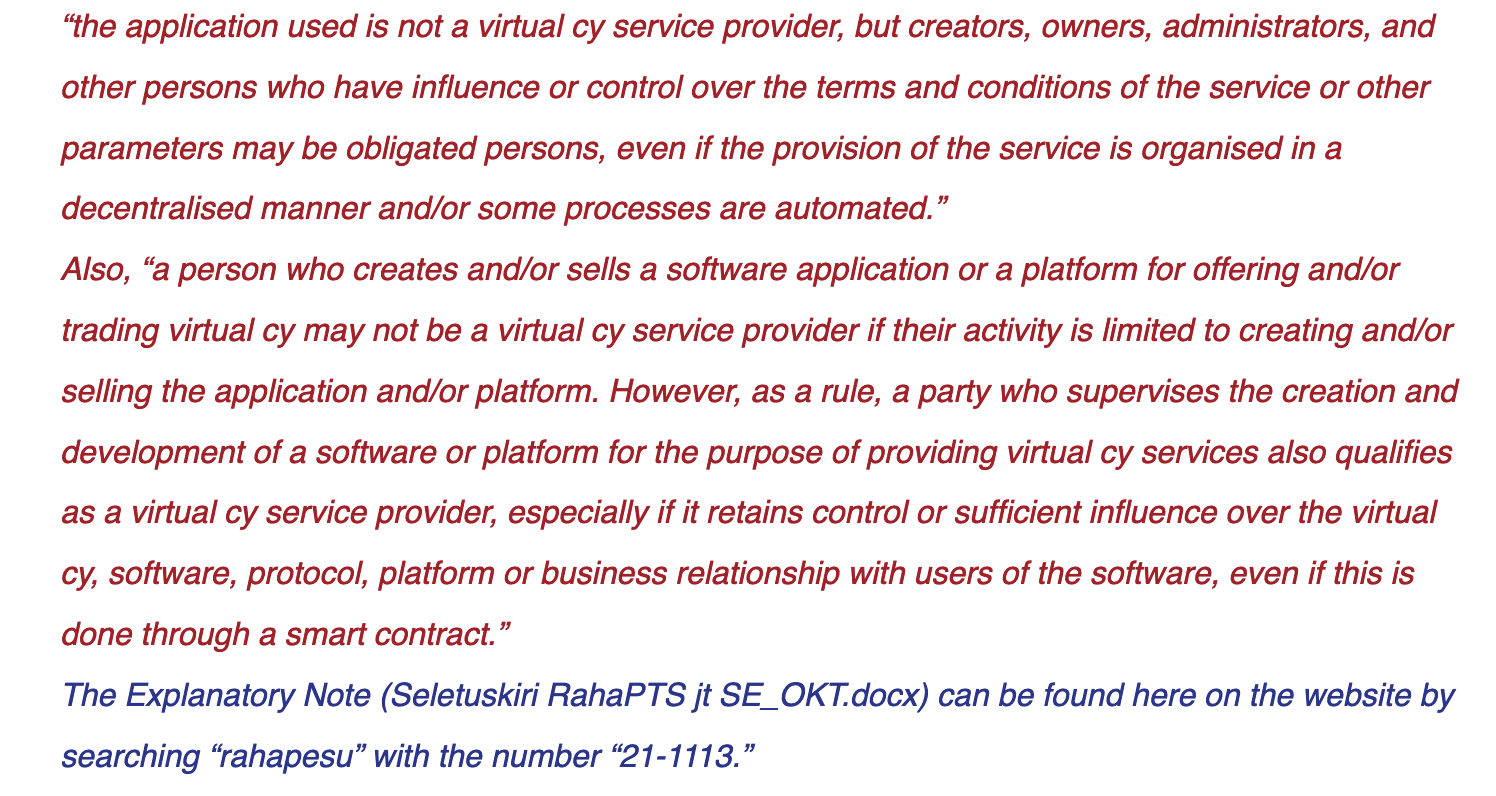 “the application used is not a virtual cy service provider, but creators, owners, administrators, and
other persons who have influence or control over the terms and conditions of the service or other
parameters may be obligated persons, even if the provision of the service is organised in a
decentralised manner and/or some processes are automated.”
Also, “a person who creates and/or sells a software application or a platform for offering and/or
trading virtual cy may not be a virtual cy service provider if their activity is limited to creating and/or
selling the application and/or platform. However, as a rule, a party who supervises the creation and
development of a software or platform for the purpose of providing virtual cy services also qualifies
as a virtual cy service provider, especially if it retains control or sufficient influence over the virtual
cy, software, protocol, platform or business relationship with users of the software, even if this is
done through a smart contract.”
The Explanatory Note (Seletuskiri RahaPTS jt SE_OKT.docx) can be found here on the website by
searching “rahapesu” with the number “21-1113.”